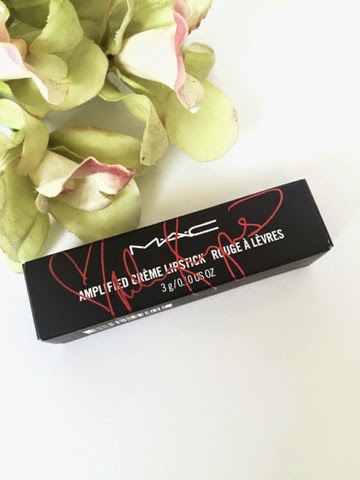 M·A·C
AMPLIFIED CRÈME LIPSTICK ROUGE À LÈVRES
3 g/0.10 US OZ